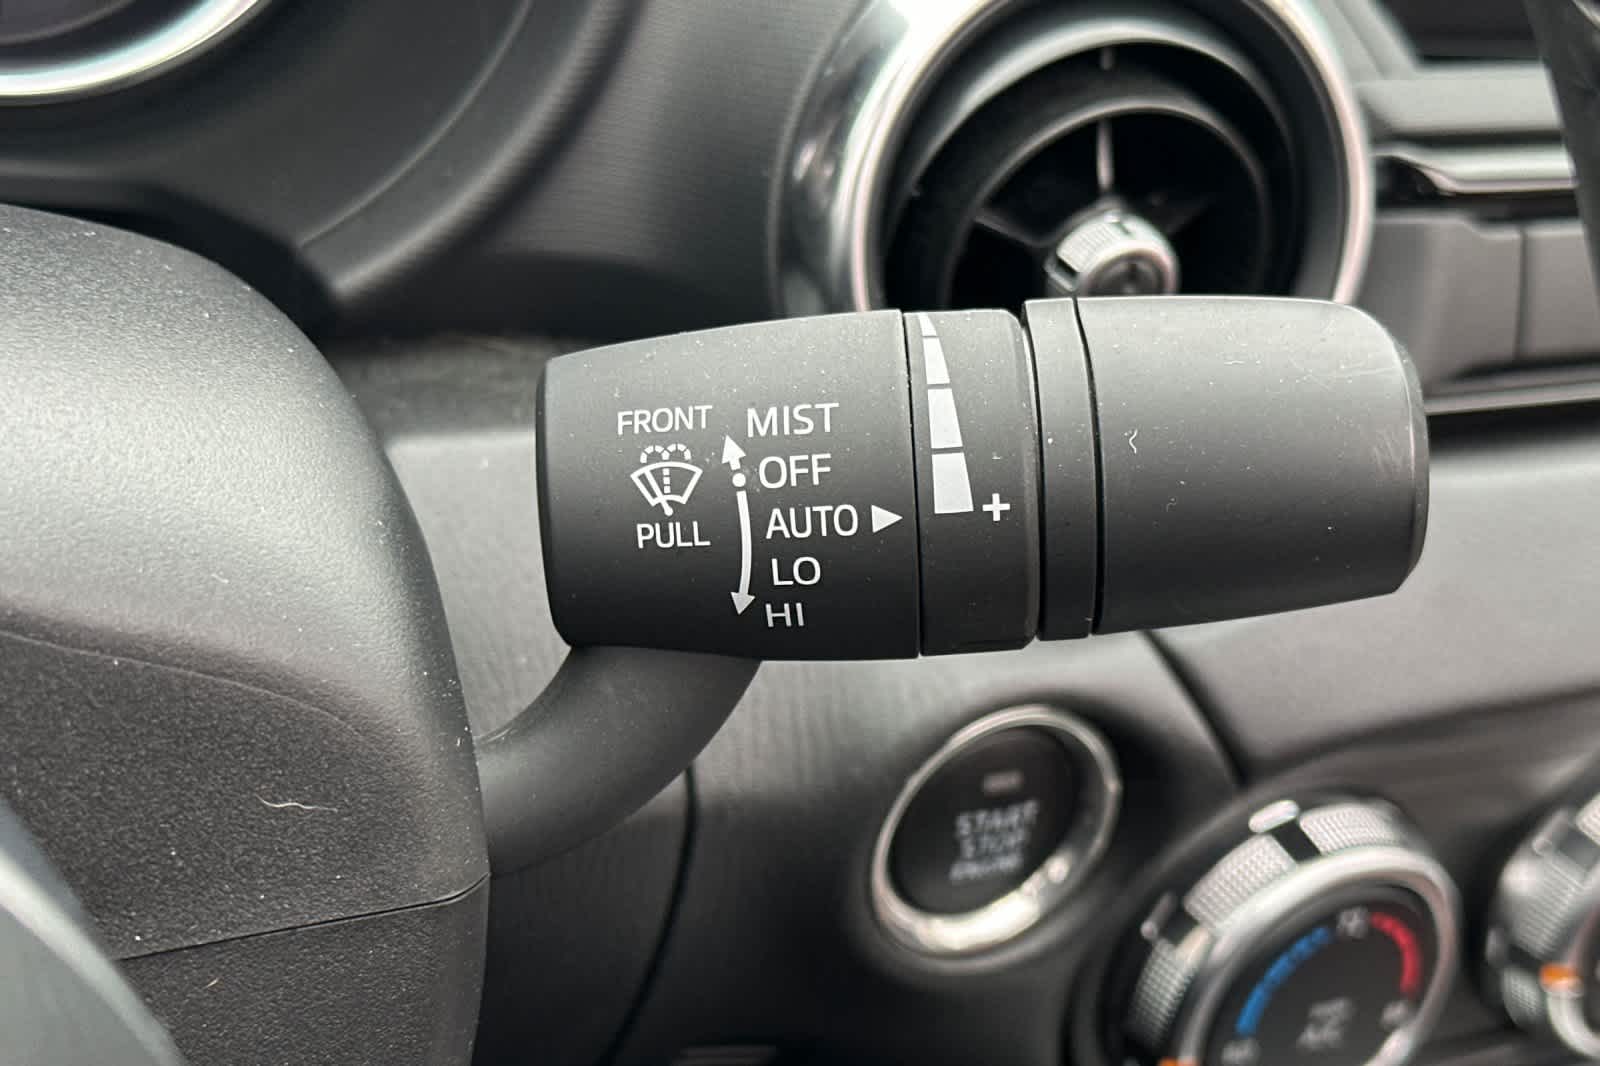 FRONT
PULL
MIST
OFF
AUTO
LO
HI
+
START
STOP
ENGINE